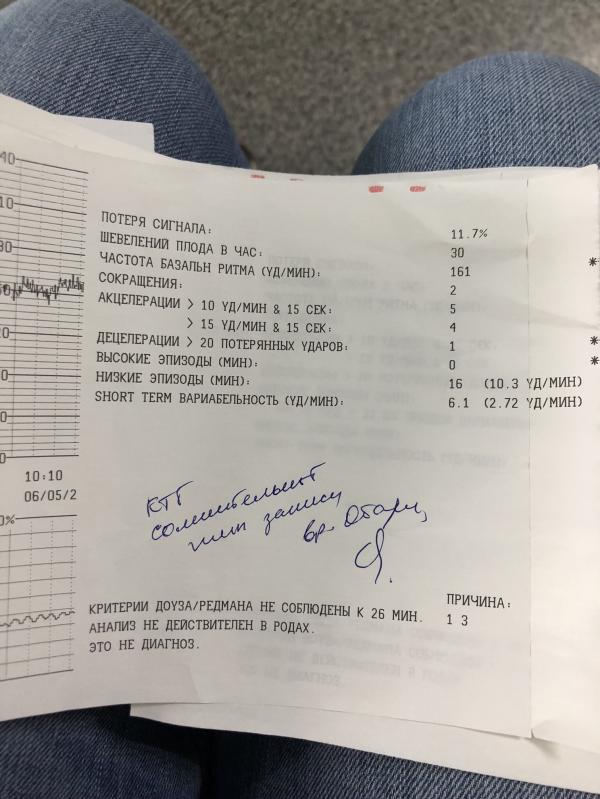 ПОТЕРЯ СИГНАЛА: 11.7%
ШЕВЕЛЕНИЙ ПЛОДА В ЧАС: 30
ЧАСТОТА БАЗАЛЬН РИТМА (УД/МИН): 161 *
СОКРАЩЕНИЯ: 2
АКЦЕЛЕРАЦИИ > 10 УД/МИН & 15 СЕК: 5
> 15 УД/МИН & 15 СЕК: 4
ДЕЦЕЛЕРАЦИИ > 20 ПОТЕРЯННЫХ УДАРОВ: 1 *
ВЫСОКИЕ ЭПИЗОДЫ (МИН): 0 *
НИЗКИЕ ЭПИЗОДЫ (МИН): 16 (10.3 УД/МИН)
SHORT TERM ВАРИАБЕЛЬНОСТЬ (УД/МИН): 6.1 (2.72 УД/МИН)
10:10
06/05/2
КТГ
сомнительный
тип записи
вр.
ПРИЧИНА:
КРИТЕРИИ ДОУЗА/РЕДМАНА НЕ СОБЛЮДЕНЫ К 26 МИН. 1 3
АНАЛИЗ НЕ ДЕЙСТВИТЕЛЕН В РОДАХ.
ЭТО НЕ ДИАГНОЗ.